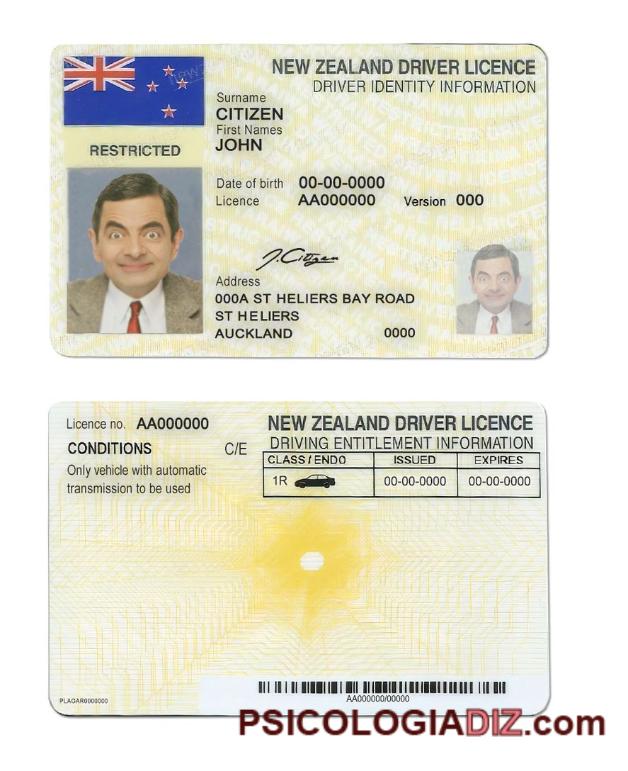 NEW ZEALAND DRIVER LICENCE
DRIVER IDENTITY INFORMATION
Surname
CITIZEN
First Names
RESTRICTED
JOHN
Date of birth 00-00-0000
Licence AA000000 Version 000
J. Citizen
Address
000A ST HELIERS BAY ROAD
ST HELIERS
AUCKLAND 0000
Licence no. AA000000 NEW ZEALAND DRIVER LICENCE
CONDITIONS C/E DRIVING ENTITLEMENT INFORMATION
CLASS / ENDO ISSUED EXPIRES
Only vehicle with automatic
1R 00-00-0000 00-00-0000
transmission to be used
PLAGAR0000000
AA000000/00000
PSICOLOGIADIZ.com